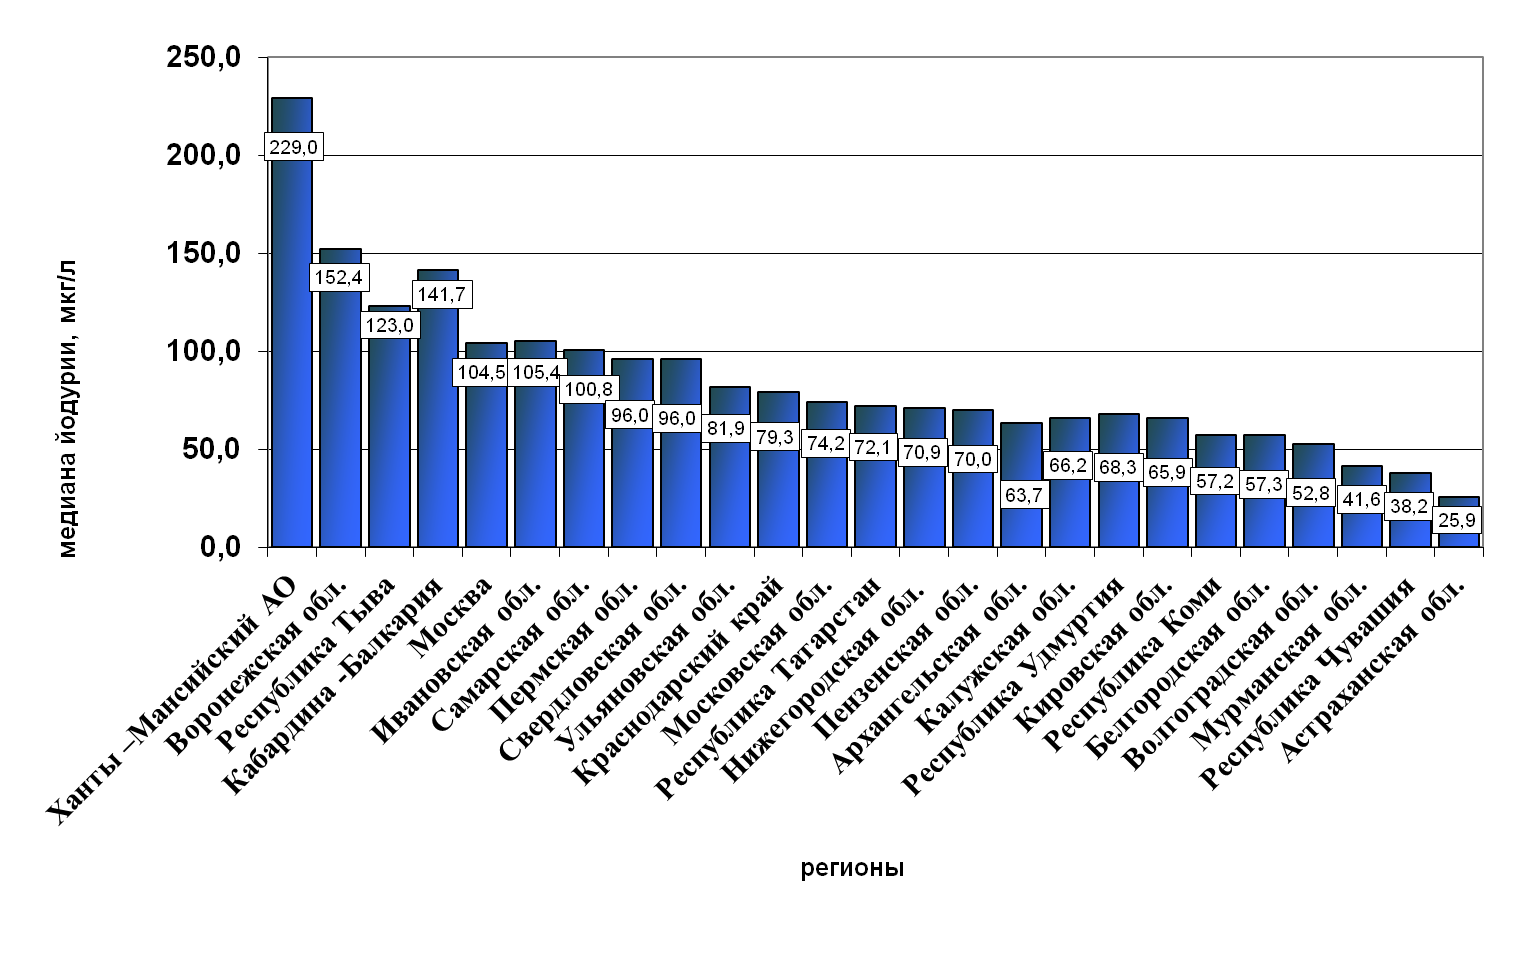 250,0
200,0
150,0
100,0
50,0
0,0
медиана йодурии, мкг/л
229,0
152,4
123,0
141,7
104,5
105,4
100,8
96,0
96,0
81,9
79,3
74,2
72,1
70,9
70,0
63,7
66,2
68,3
65,9
57,2
57,3
52,8
41,6
38,2
25,9
Ханты –Мансийский АО
Воронежская обл.
Республика Тыва
Кабардина -Балкария
Москва
Ивановская обл.
Самарская обл.
Пермская обл.
Свердловская обл.
Ульяновская обл.
Краснодарский край
Московская обл.
Республика Татарстан
Нижегородская обл.
Пензенская обл.
Архангельская обл.
Калужская обл.
Республика Удмуртия
Кировская обл.
Республика Коми
Белгородская обл.
Волгоградская обл.
Мурманская обл.
Республика Чувашия
Астраханская обл.
регионы